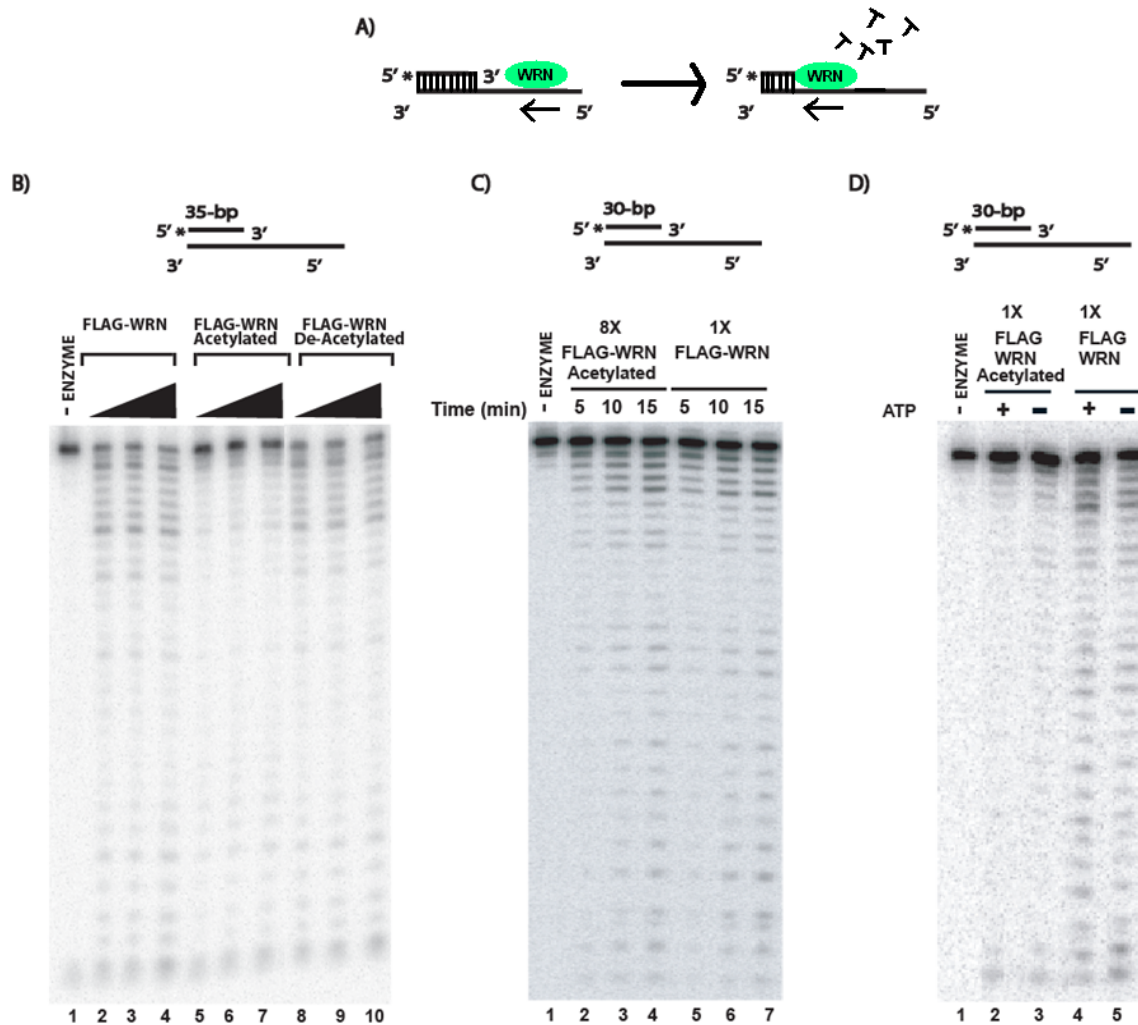 A)
5′ * 3′ WRN
3′ 5′
5′ * WRN
3′ 5′
T T T T T
B)
35-bp
5′ * 3′
3′ 5′
- ENZYME
FLAG-WRN
FLAG-WRN
Acetylated
FLAG-WRN
De-Acetylated
1 2 3 4 5 6 7 8 9 10
C)
30-bp
5′ * 3′
3′ 5′
- ENZYME
8X
FLAG-WRN
Acetylated
1X
FLAG-WRN
Time (min) 5 10 15 5 10 15
1 2 3 4 5 6 7
D)
30-bp
5′ * 3′
3′ 5′
- ENZYME
1X
FLAG
WRN
Acetylated
1X
FLAG
WRN
ATP + - + -
1 2 3 4 5